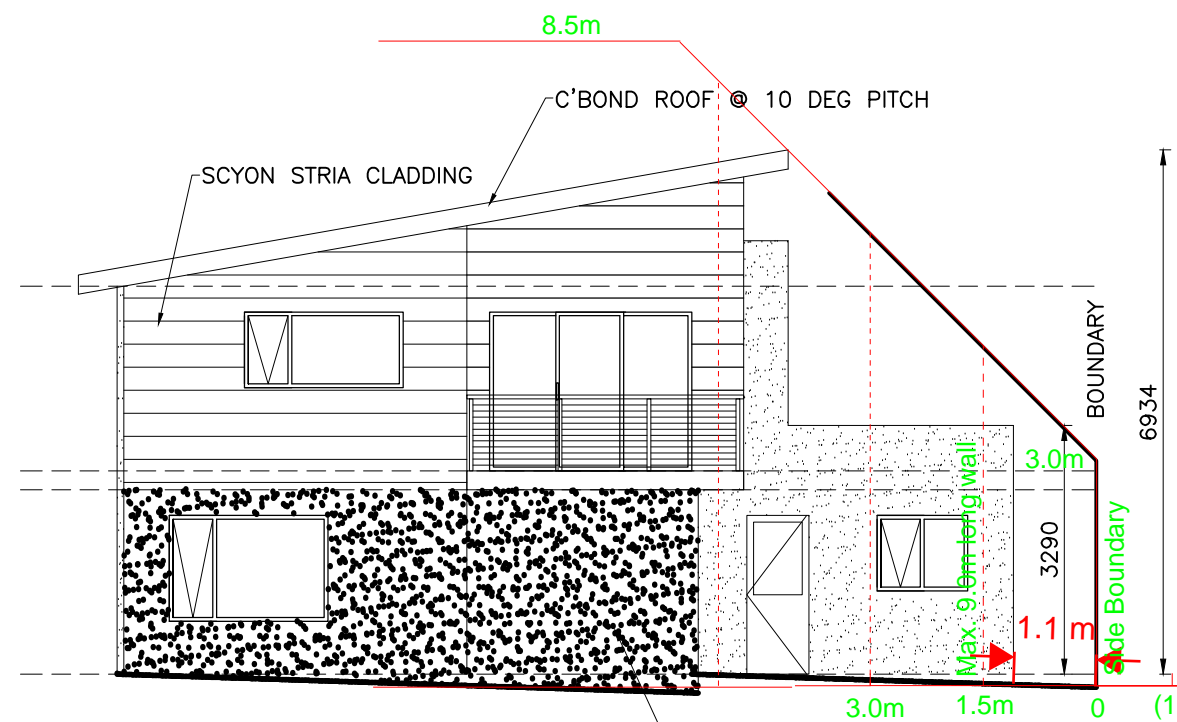 8.5m
C'BOND ROOF @ 10 DEG PITCH
SCYON STRIA CLADDING
BOUNDARY
6934
3.0m
3290
Max. 9.0m long wall
Side Boundary
1.1 m
3.0m
1.5m
0
(1